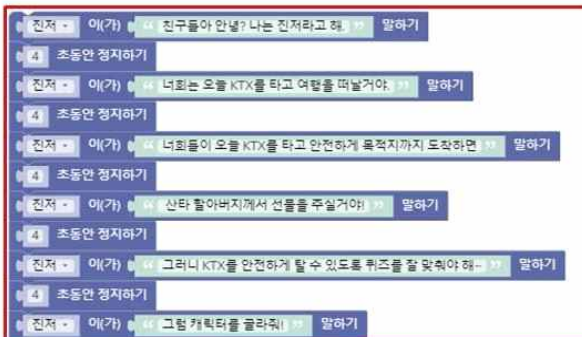 진저 이(가) “ 친구들아 안녕? 나는 진저라고 해. ” 말하기
4 초동안 정지하기
진저 이(가) “ 너희는 오늘 KTX를 타고 여행을 떠날거야. ” 말하기
4 초동안 정지하기
진저 이(가) “ 너희들이 오늘 KTX를 타고 안전하게 목적지까지 도착하면 ” 말하기
4 초동안 정지하기
진저 이(가) “ 산타 할아버지께서 선물을 주실거야! ” 말하기
4 초동안 정지하기
진저 이(가) “ 그러니 KTX를 안전하게 탈 수 있도록 퀴즈를 잘 맞춰야 해~ ” 말하기
4 초동안 정지하기
진저 이(가) “ 그럼 캐릭터를 골라줘! ” 말하기